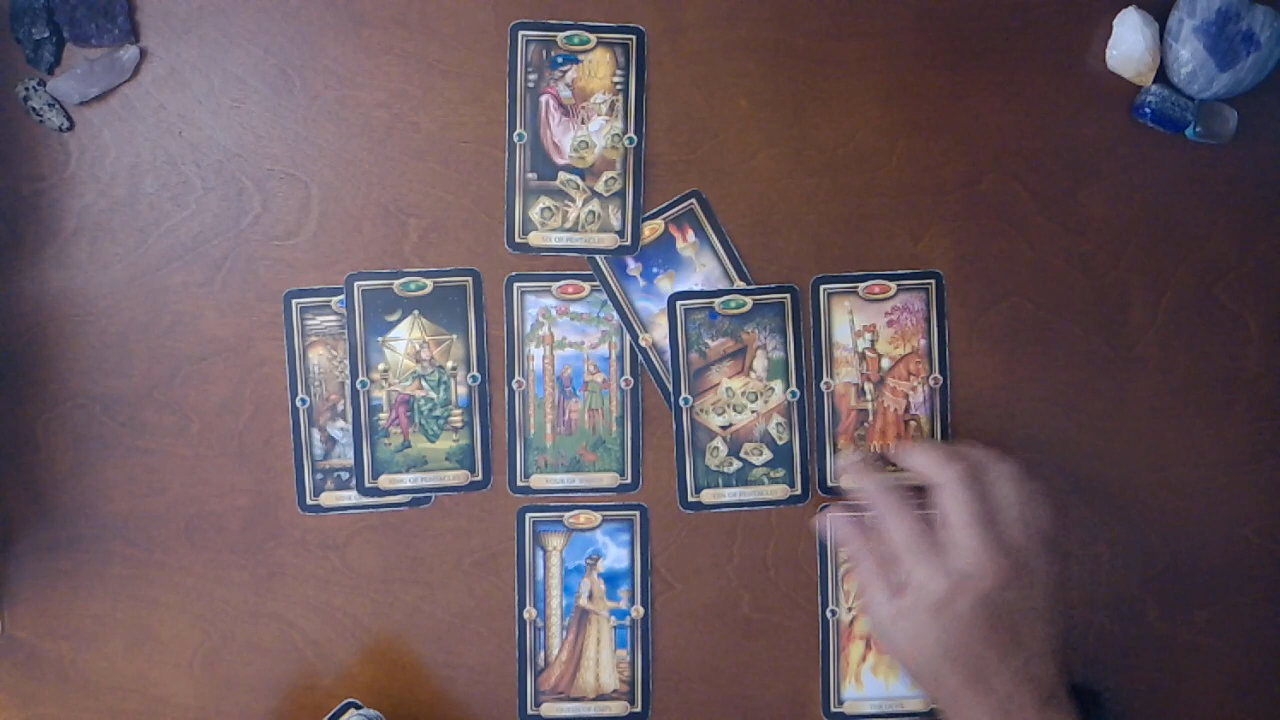 SIX OF PENTACLES
KING OF PENTACLES
FOUR OF WANDS
TEN OF PENTACLES
QUEEN OF CUPS
THE DEVIL